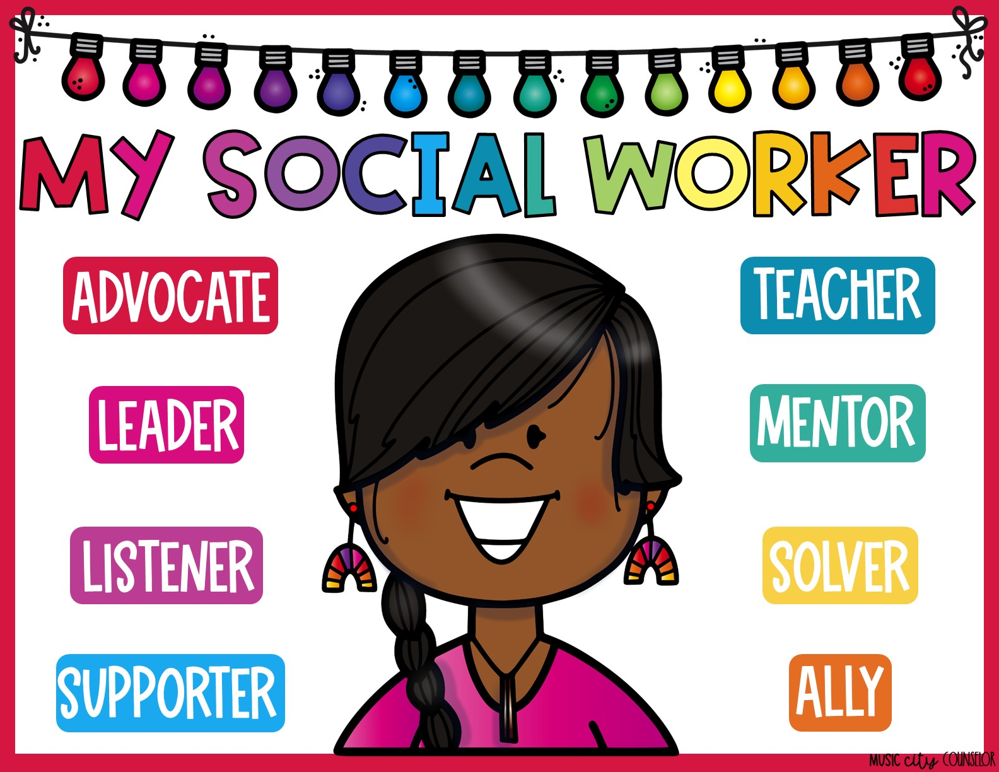 MY SOCIAL WORKER
ADVOCATE
TEACHER
LEADER
MENTOR
LISTENER
SOLVER
SUPPORTER
ALLY
MUSIC city COUNSELOR